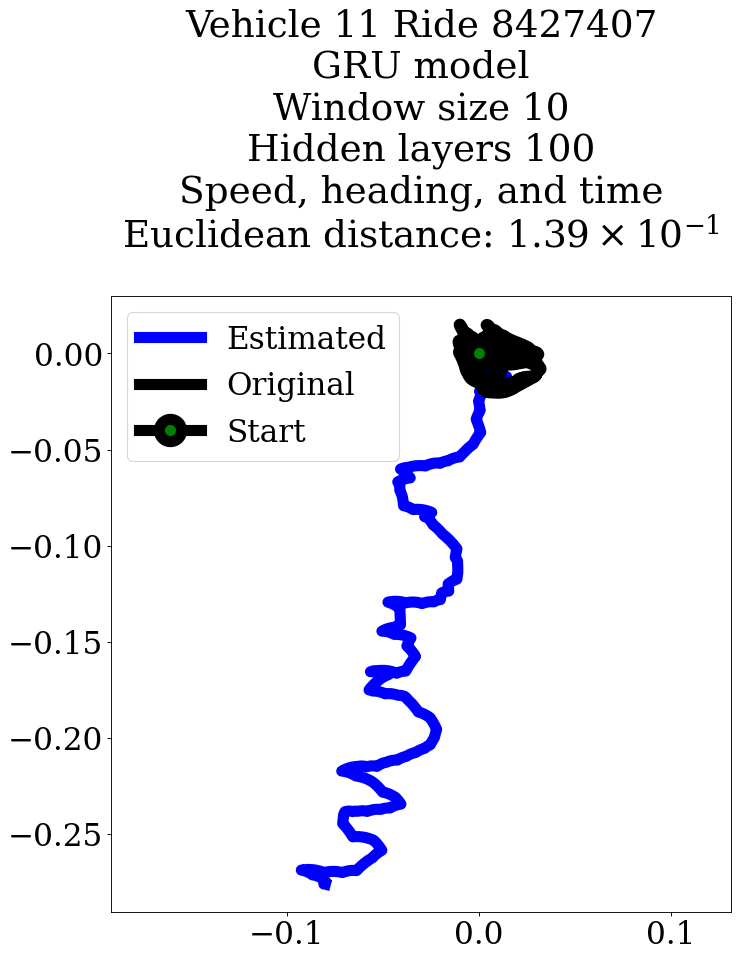 Vehicle 11 Ride 8427407
GRU model
Window size 10
Hidden layers 100
Speed, heading, and time
Euclidean distance: 1.39 × 10⁻¹
Estimated
Original
Start
0.00
−0.05
−0.10
−0.15
−0.20
−0.25
−0.1
0.0
0.1